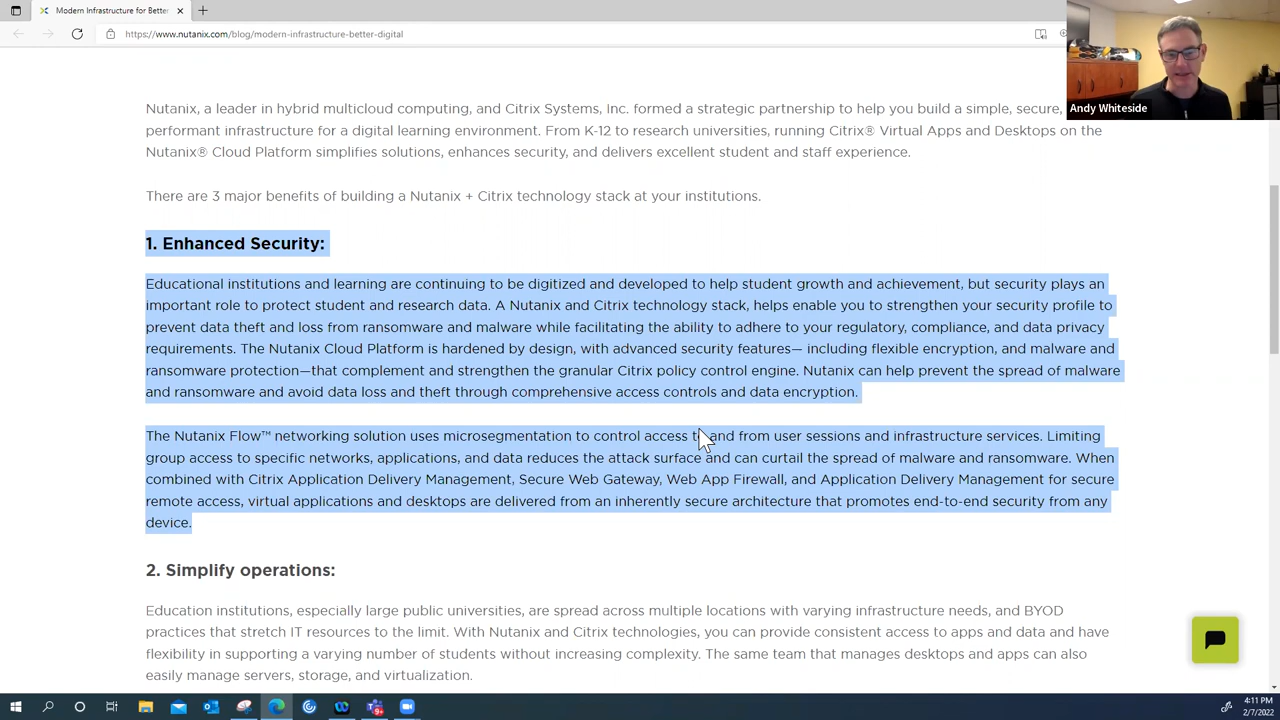 Modern Infrastructure for Better
https://www.nutanix.com/blog/modern-infrastructure-better-digital
Andy Whiteside
Nutanix, a leader in hybrid multicloud computing, and Citrix Systems, Inc. formed a strategic partnership to help you build a simple, secure,
performant infrastructure for a digital learning environment. From K-12 to research universities, running Citrix® Virtual Apps and Desktops on the
Nutanix® Cloud Platform simplifies solutions, enhances security, and delivers excellent student and staff experience.
There are 3 major benefits of building a Nutanix + Citrix technology stack at your institutions.
1. Enhanced Security:
Educational institutions and learning are continuing to be digitized and developed to help student growth and achievement, but security plays an
important role to protect student and research data. A Nutanix and Citrix technology stack, helps enable you to strengthen your security profile to
prevent data theft and loss from ransomware and malware while facilitating the ability to adhere to your regulatory, compliance, and data privacy
requirements. The Nutanix Cloud Platform is hardened by design, with advanced security features— including flexible encryption, and malware and
ransomware protection—that complement and strengthen the granular Citrix policy control engine. Nutanix can help prevent the spread of malware
and ransomware and avoid data loss and theft through comprehensive access controls and data encryption.
The Nutanix Flow™ networking solution uses microsegmentation to control access to and from user sessions and infrastructure services. Limiting
group access to specific networks, applications, and data reduces the attack surface and can curtail the spread of malware and ransomware. When
combined with Citrix Application Delivery Management, Secure Web Gateway, Web App Firewall, and Application Delivery Management for secure
remote access, virtual applications and desktops are delivered from an inherently secure architecture that promotes end-to-end security from any
device.
2. Simplify operations:
Education institutions, especially large public universities, are spread across multiple locations with varying infrastructure needs, and BYOD
practices that stretch IT resources to the limit. With Nutanix and Citrix technologies, you can provide consistent access to apps and data and have
flexibility in supporting a varying number of students without increasing complexity. The same team that manages desktops and apps can also
easily manage servers, storage, and virtualization.
4:11 PM
2/7/2022